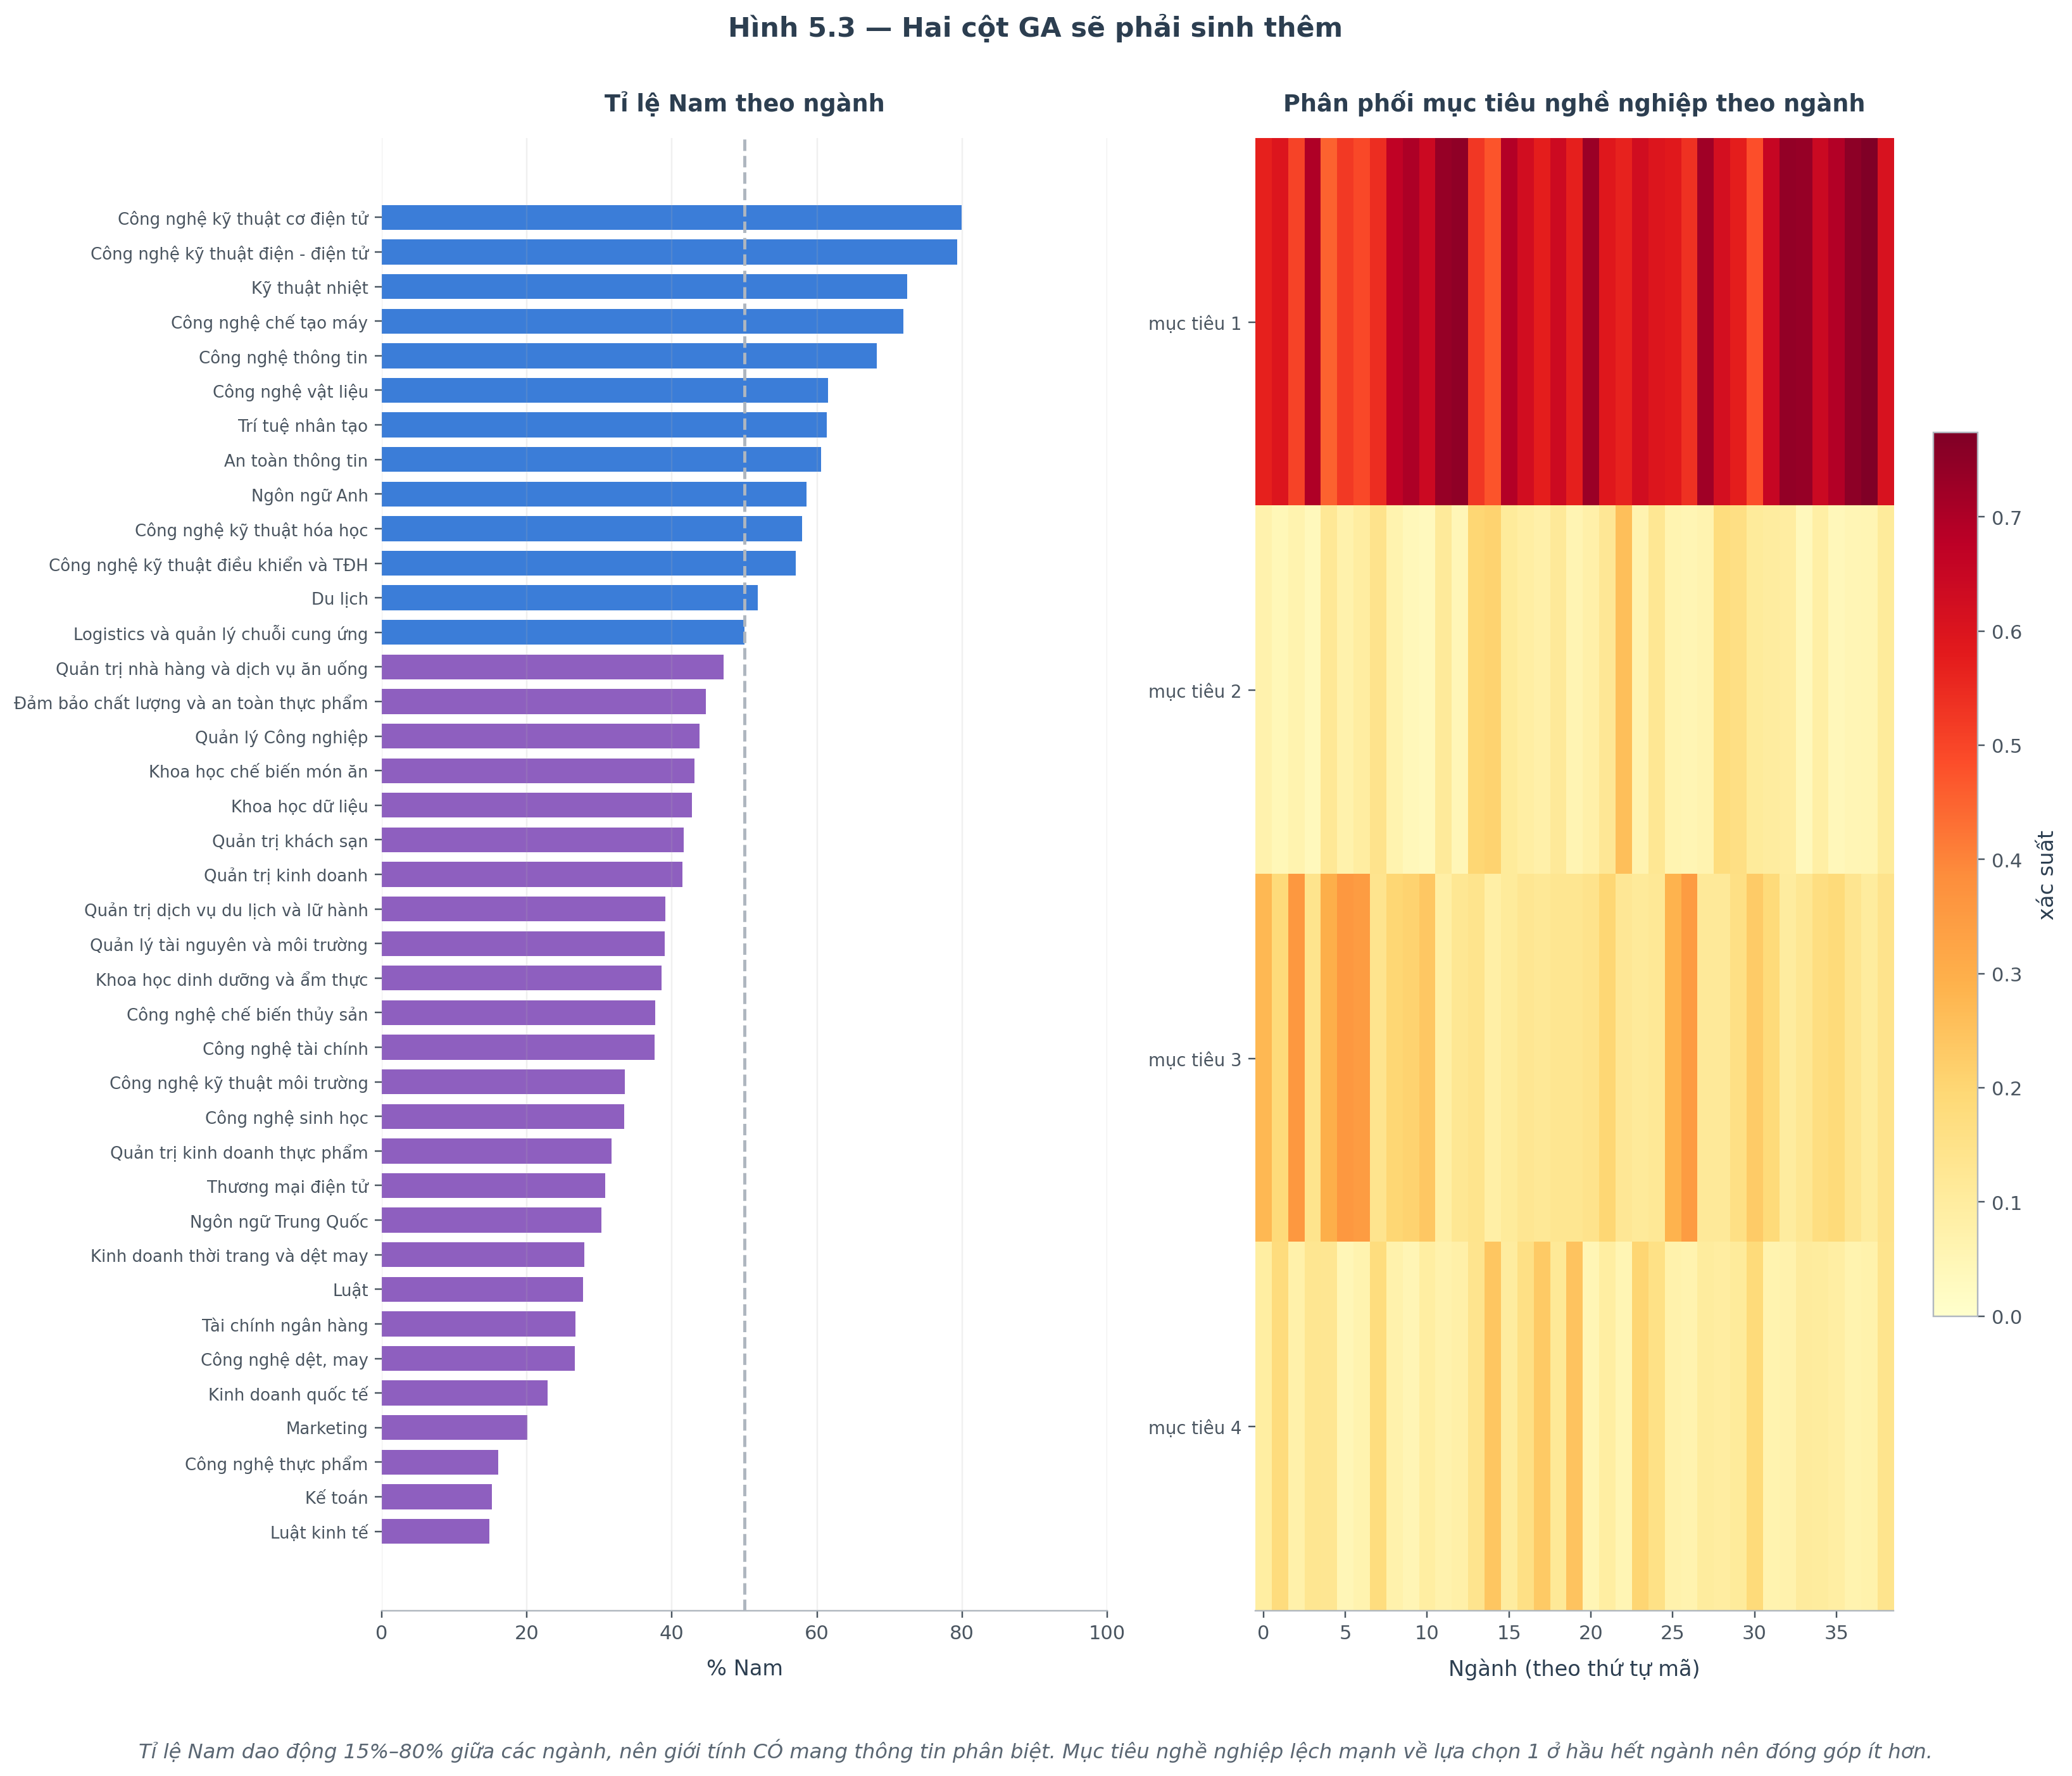 Hình 5.3 — Hai cột GA sẽ phải sinh thêm
Tỉ lệ Nam theo ngành
Công nghệ kỹ thuật cơ điện tử
Công nghệ kỹ thuật điện - điện tử
Kỹ thuật nhiệt
Công nghệ chế tạo máy
Công nghệ thông tin
Công nghệ vật liệu
Trí tuệ nhân tạo
An toàn thông tin
Ngôn ngữ Anh
Công nghệ kỹ thuật hóa học
Công nghệ kỹ thuật điều khiển và TĐH
Du lịch
Logistics và quản lý chuỗi cung ứng
Quản trị nhà hàng và dịch vụ ăn uống
Đảm bảo chất lượng và an toàn thực phẩm
Quản lý Công nghiệp
Khoa học chế biến món ăn
Khoa học dữ liệu
Quản trị khách sạn
Quản trị kinh doanh
Quản trị dịch vụ du lịch và lữ hành
Quản lý tài nguyên và môi trường
Khoa học dinh dưỡng và ẩm thực
Công nghệ chế biến thủy sản
Công nghệ tài chính
Công nghệ kỹ thuật môi trường
Công nghệ sinh học
Quản trị kinh doanh thực phẩm
Thương mại điện tử
Ngôn ngữ Trung Quốc
Kinh doanh thời trang và dệt may
Luật
Tài chính ngân hàng
Công nghệ dệt, may
Kinh doanh quốc tế
Marketing
Công nghệ thực phẩm
Kế toán
Luật kinh tế
0 20 40 60 80 100
% Nam
Phân phối mục tiêu nghề nghiệp theo ngành
mục tiêu 1
mục tiêu 2
mục tiêu 3
mục tiêu 4
0 5 10 15 20 25 30 35
Ngành (theo thứ tự mã)
0.7
0.6
0.5
0.4
0.3
0.2
0.1
0.0
xác suất
Tỉ lệ Nam dao động 15%–80% giữa các ngành, nên giới tính CÓ mang thông tin phân biệt. Mục tiêu nghề nghiệp lệch mạnh về lựa chọn 1 ở hầu hết ngành nên đóng góp ít hơn.